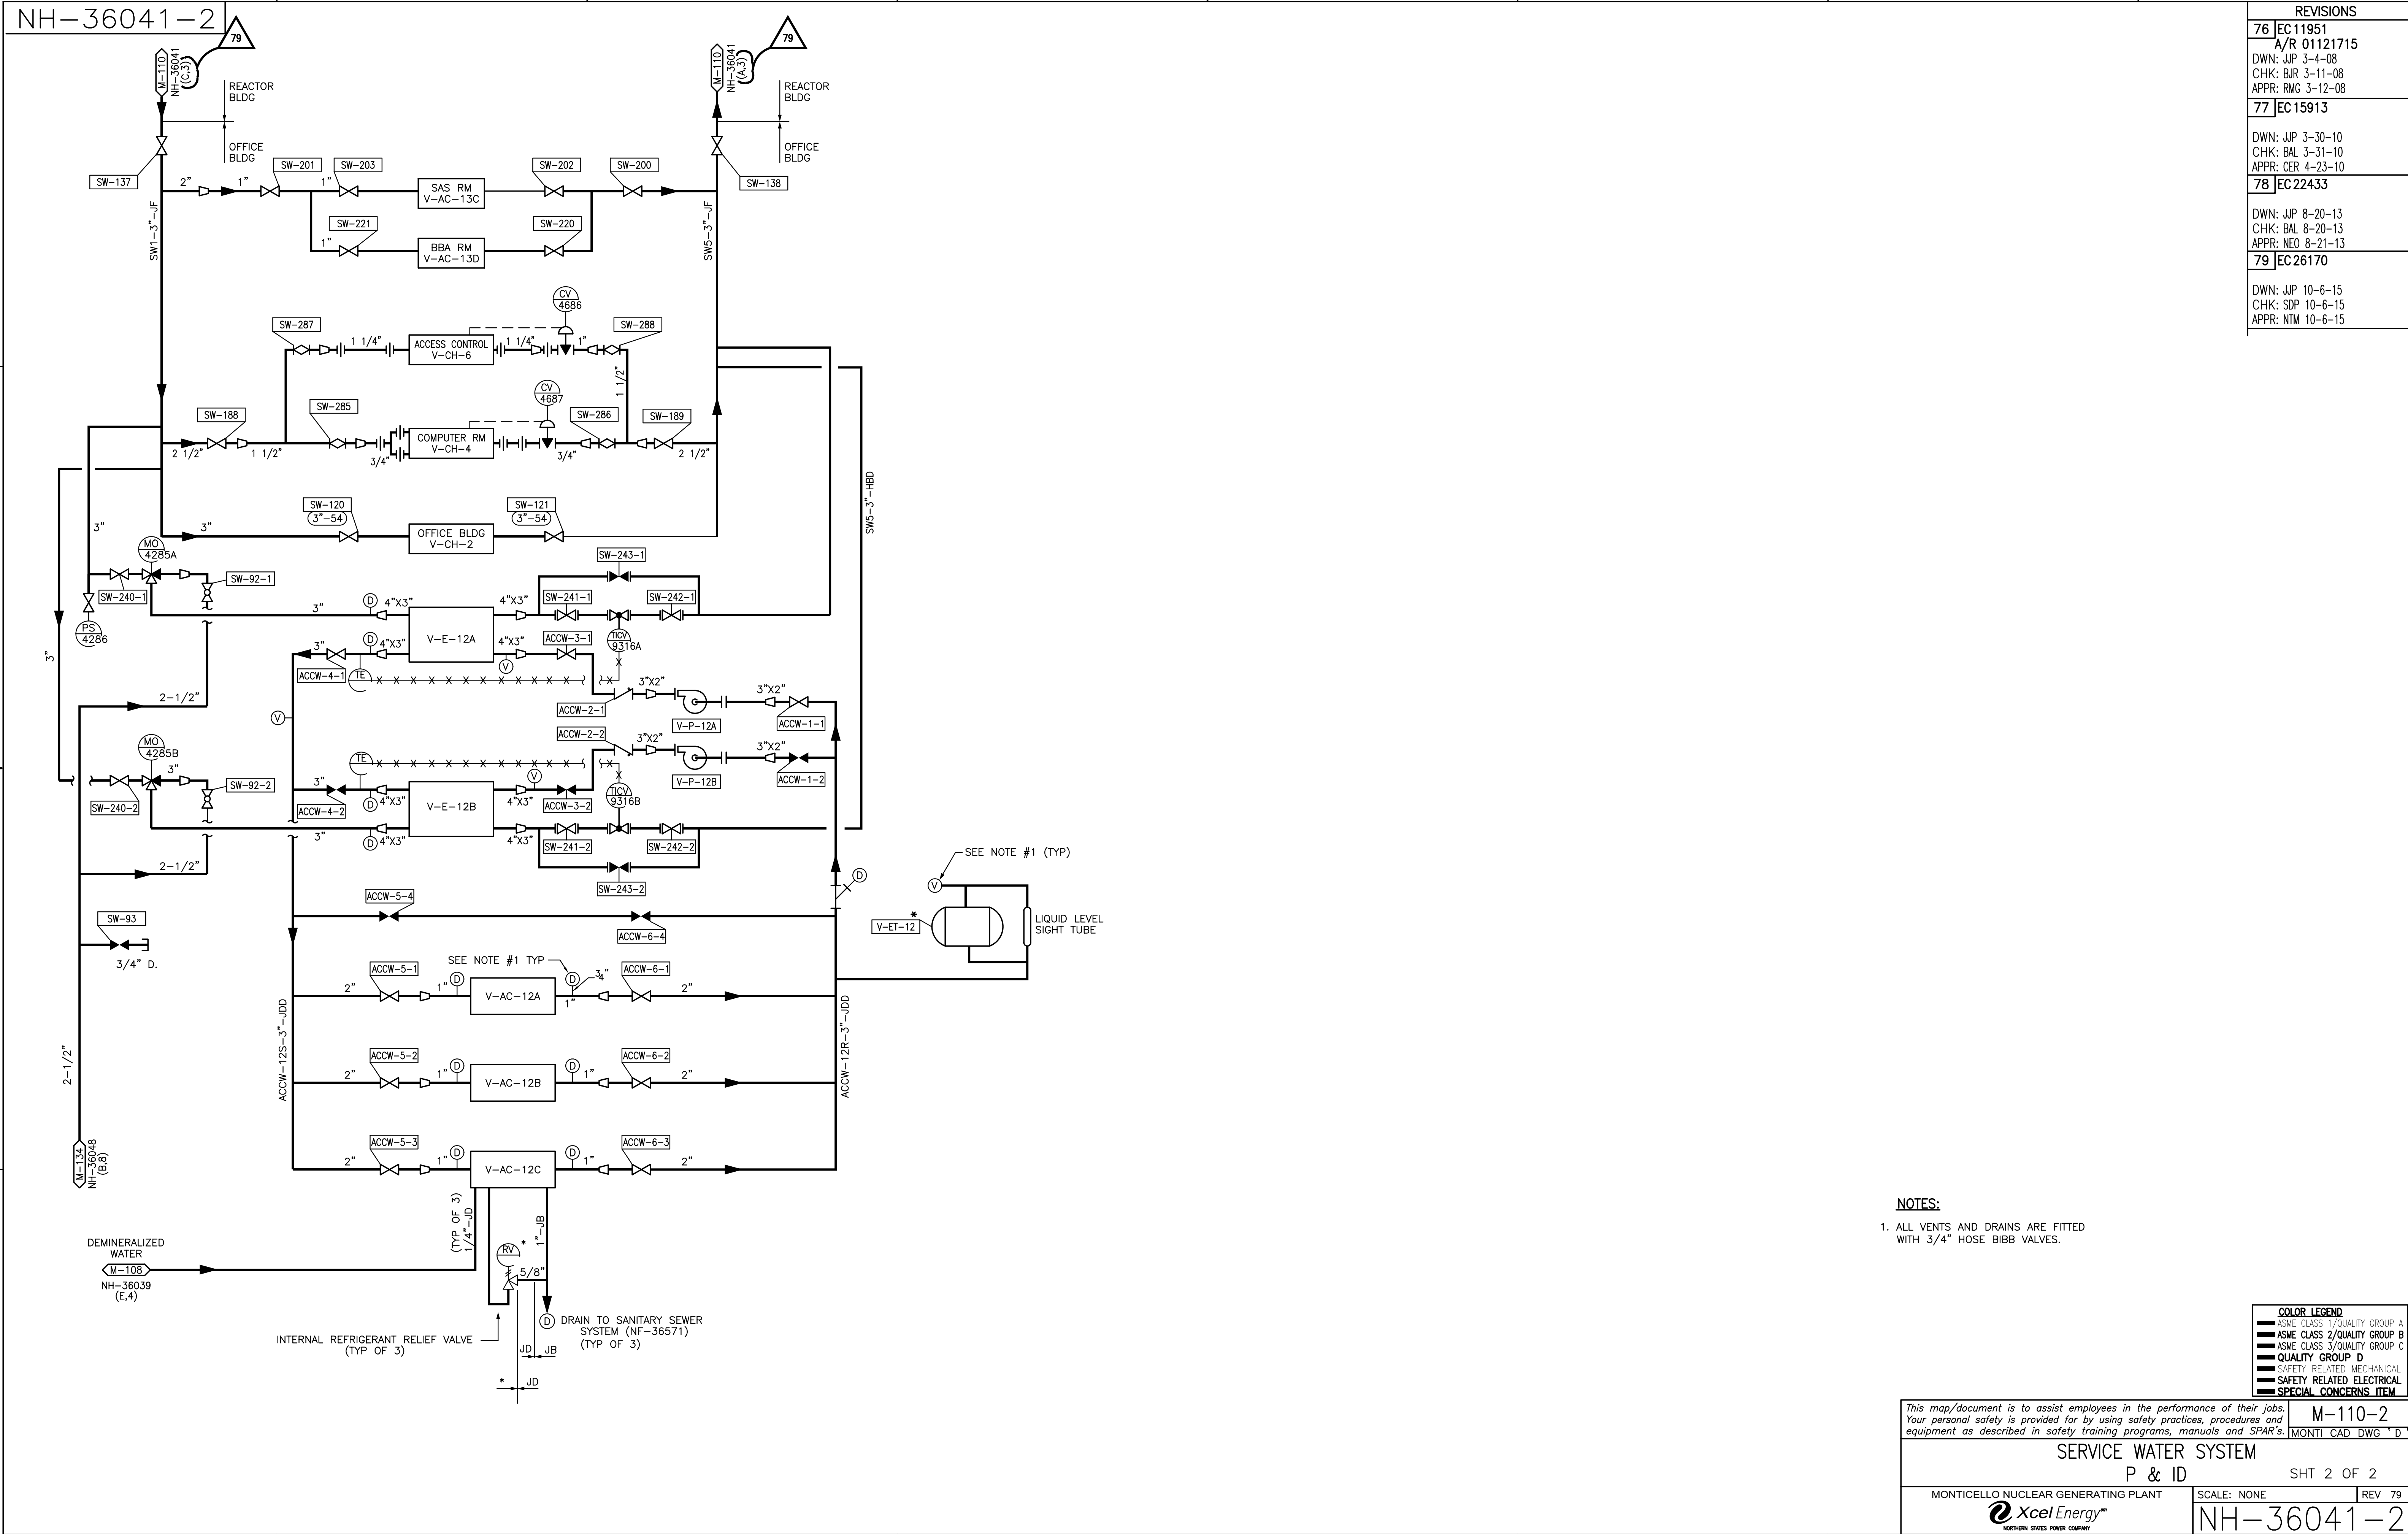 NH-36041-2
79
M-110
NH-36041
(C,3)
REACTOR
BLDG
OFFICE
BLDG
SW-137
79
M-110
NH-36041
(A,3)
REACTOR
BLDG
OFFICE
BLDG
SW-138
SW-201
SW-203
SW-202
SW-200
2"
1"
1"
SAS RM
V-AC-13C
SW1-3"-JF
SW5-3"-JF
SW-221
SW-220
1"
BBA RM
V-AC-13D
CV
4686
SW-287
SW-288
1 1/4"
ACCESS CONTROL
V-CH-6
1 1/4"
1"
1 1/2"
CV
4687
SW-188
SW-285
SW-286
SW-189
2 1/2"
1 1/2"
3/4"
COMPUTER RM
V-CH-4
3/4"
2 1/2"
SW5-3"-HBD
SW-120
3"-54
SW-121
3"-54
3"
3"
OFFICE BLDG
V-CH-2
MO
4285A
SW-243-1
SW-92-1
SW-240-1
D
4"X3"
4"X3"
SW-241-1
SW-242-1
3"
PS
4286
V-E-12A
TICV
9316A
D
4"X3"
4"X3"
ACCW-3-1
3"
3"
V
ACCW-4-1
TE
X X X X X X X X X X X X
X
3"X2"
3"X2"
2-1/2"
ACCW-2-1
V-P-12A
ACCW-1-1
V
ACCW-2-2
3"X2"
3"X2"
MO
4285B
TE
X X X X X X X X X X X X
X
V-P-12B
ACCW-1-2
3"
3"
V
SW-92-2
SW-240-2
ACCW-4-2
D
4"X3"
V-E-12B
4"X3"
ACCW-3-2
TICV
9316B
3"
D
4"X3"
4"X3"
SW-241-2
SW-242-2
2-1/2"
SEE NOTE #1 (TYP)
SW-243-2
D
V
ACCW-5-4
ACCW-6-4
*
V-ET-12
LIQUID LEVEL
SIGHT TUBE
SW-93
3/4" D.
SEE NOTE #1 TYP
ACCW-5-1
D
D
3/4"
ACCW-6-1
2"
1"
V-AC-12A
1"
2"
ACCW-12S-3"-JDD
ACCW-12R-3"-JDD
ACCW-5-2
D
D
ACCW-6-2
2"
1"
V-AC-12B
1"
2"
2-1/2"
ACCW-5-3
D
D
ACCW-6-3
2"
1"
V-AC-12C
1"
2"
M-134
NH-36048
(B,8)
(TYP OF 3)
1/4"-JD
1"-JB
DEMINERALIZED
WATER
M-108
NH-36039
(E,4)
RV
*
5/8"
INTERNAL REFRIGERANT RELIEF VALVE
(TYP OF 3)
D
DRAIN TO SANITARY SEWER
SYSTEM (NF-36571)
(TYP OF 3)
JD
JB
*
JD
REVISIONS
76 EC11951
A/R 01121715
DWN: JJP 3-4-08
CHK: BJR 3-11-08
APPR: RMG 3-12-08
77 EC15913
DWN: JJP 3-30-10
CHK: BAL 3-31-10
APPR: CER 4-23-10
78 EC22433
DWN: JJP 8-20-13
CHK: BAL 8-20-13
APPR: NEO 8-21-13
79 EC26170
DWN: JJP 10-6-15
CHK: SDP 10-6-15
APPR: NTM 10-6-15
NOTES:
1. ALL VENTS AND DRAINS ARE FITTED
WITH 3/4" HOSE BIBB VALVES.
COLOR LEGEND
ASME CLASS 1/QUALITY GROUP A
ASME CLASS 2/QUALITY GROUP B
ASME CLASS 3/QUALITY GROUP C
QUALITY GROUP D
SAFETY RELATED MECHANICAL
SAFETY RELATED ELECTRICAL
SPECIAL CONCERNS ITEM
This map/document is to assist employees in the performance of their jobs.
Your personal safety is provided for by using safety practices, procedures and
equipment as described in safety training programs, manuals and SPAR's.
M-110-2
MONTI CAD DWG 'D'
SERVICE WATER SYSTEM
P & ID
SHT 2 OF 2
MONTICELLO NUCLEAR GENERATING PLANT
Xcel Energy℠
NORTHERN STATES POWER COMPANY
SCALE: NONE
REV 79
NH-36041-2